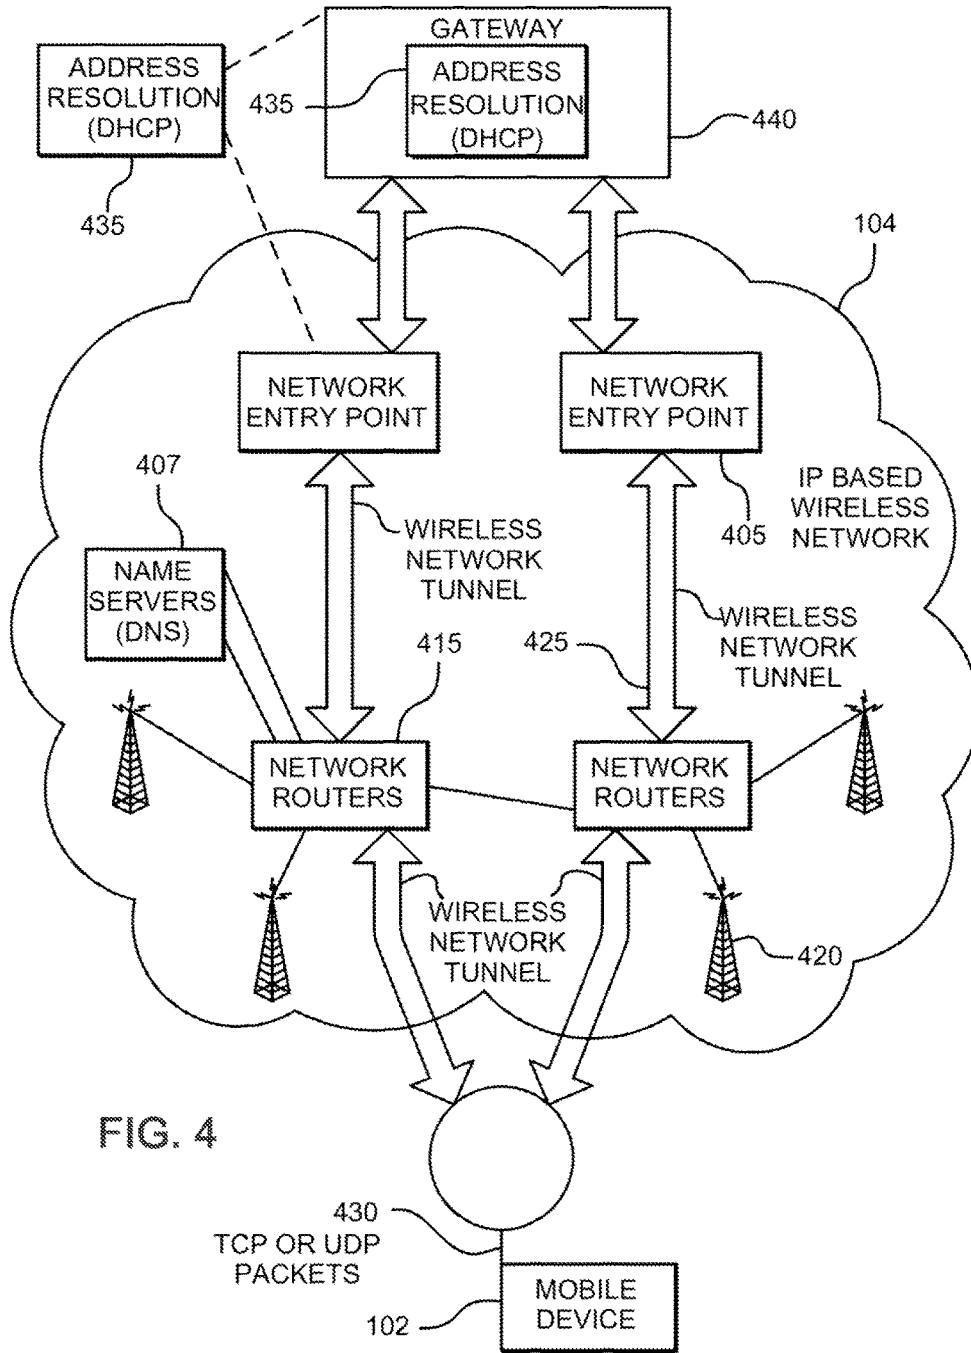 GATEWAY
ADDRESS
RESOLUTION
(DHCP)
435
ADDRESS
RESOLUTION
(DHCP)
435
440
104
NETWORK
ENTRY POINT
NETWORK
ENTRY POINT
405
IP BASED
WIRELESS
NETWORK
407
NAME
SERVERS
(DNS)
WIRELESS
NETWORK
TUNNEL
WIRELESS
NETWORK
TUNNEL
415
425
NETWORK
ROUTERS
NETWORK
ROUTERS
WIRELESS
NETWORK
TUNNEL
420
FIG. 4
430
TCP OR UDP
PACKETS
102
MOBILE
DEVICE